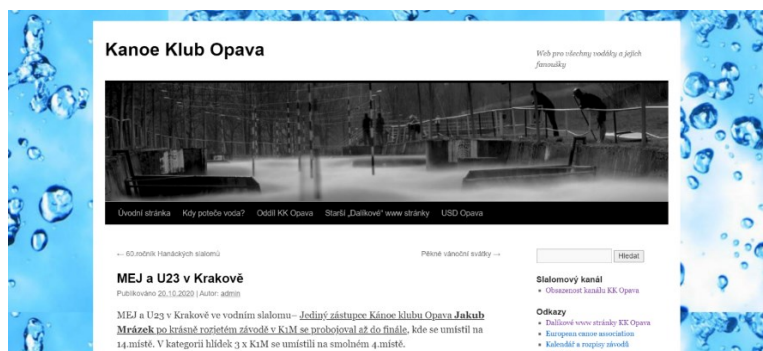 Kanoe Klub Opava
Web pro všechny vodáky a jejich
fanoušky
Úvodní stránka Kdy poteče voda? Oddíl KK Opava Starší „Dalíkové“ www stránky USD Opava
← 60.ročník Hanáckých slalomů Pěkné vánoční svátky →
Hledat
MEJ a U23 v Krakově
Publikováno 20.10.2020 | Autor: admin
MEJ a U23 v Krakově ve vodním slalomu– Jediný zástupce Kánoe klubu Opava Jakub
Mrázek po krásně rozjetém závodě v K1M se probojoval až do finále, kde se umístil na
14.místě. V kategorií hlídek 3 x K1M se umístili na smolném 4.místě.
Slalomový kanál
Obsazenost kanálu KK Opava
Odkazy
Dalíkové www stránky KK Opava
European canoe association
Kalendář a rozpisy závodů